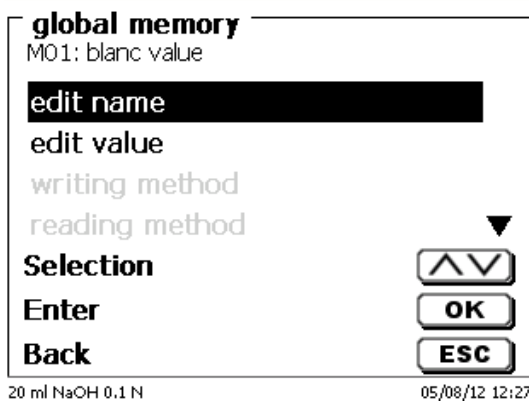 global memory
M01: blanc value
edit name
edit value
writing method
reading method
Selection
Enter OK
Back ESC
20 ml NaOH 0.1 N 05/08/12 12:27